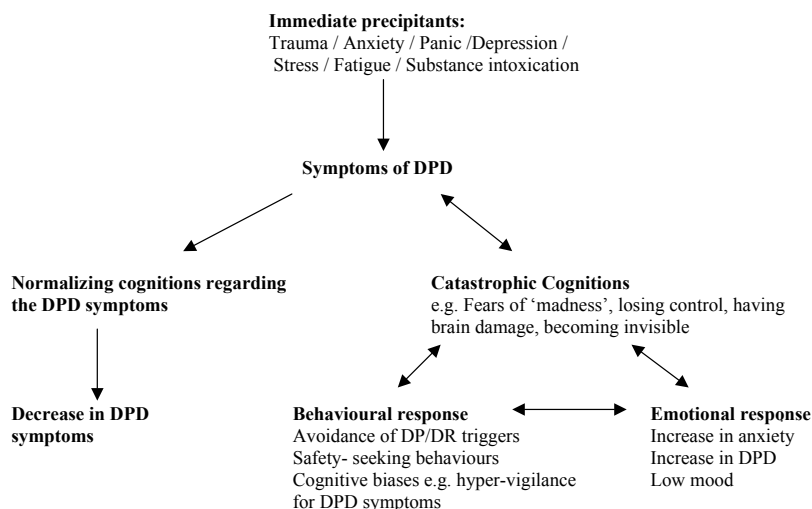 Immediate precipitants:
Trauma / Anxiety / Panic /Depression /
Stress / Fatigue / Substance intoxication
Symptoms of DPD
Normalizing cognitions regarding
the DPD symptoms
Catastrophic Cognitions
e.g. Fears of ‘madness’, losing control, having
brain damage, becoming invisible
Decrease in DPD
symptoms
Behavioural response
Avoidance of DP/DR triggers
Safety- seeking behaviours
Cognitive biases e.g. hyper-vigilance
for DPD symptoms
Emotional response
Increase in anxiety
Increase in DPD
Low mood